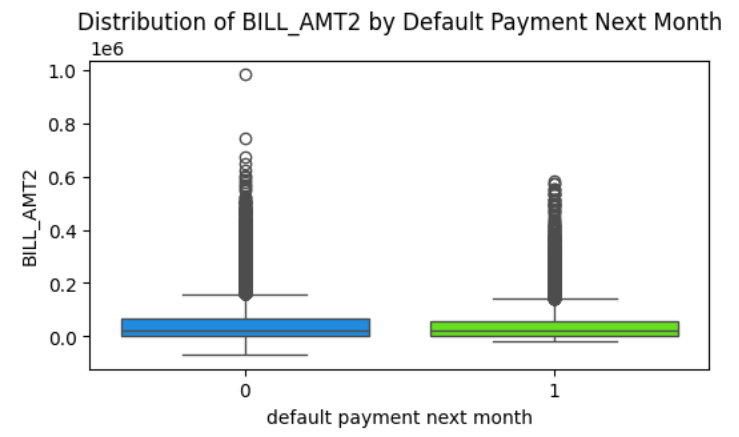 Distribution of BILL_AMT2 by Default Payment Next Month
1e6
1.0
0.8
0.6
0.4
0.2
0.0
BILL_AMT2
0
1
default payment next month